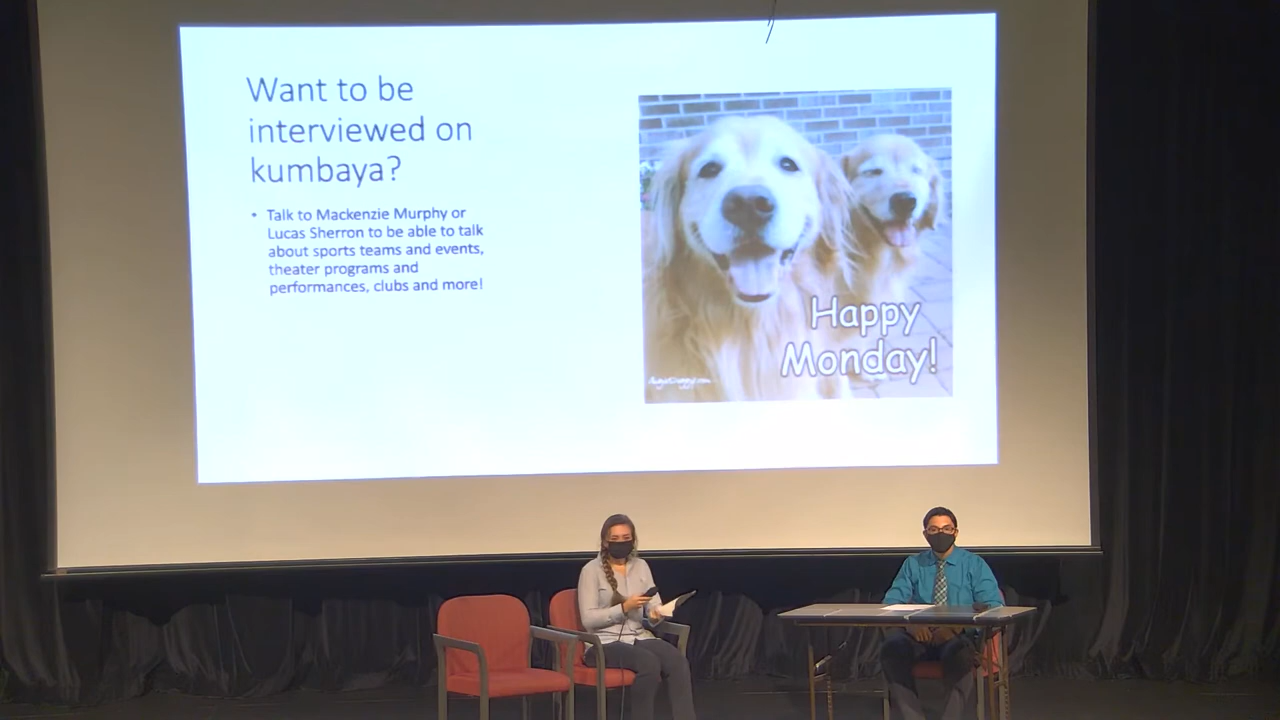 Want to be
interviewed on
kumbaya?
• Talk to Mackenzie Murphy or
Lucas Sherron to be able to talk
about sports teams and events,
theater programs and
performances, clubs and more!
Happy
Monday!